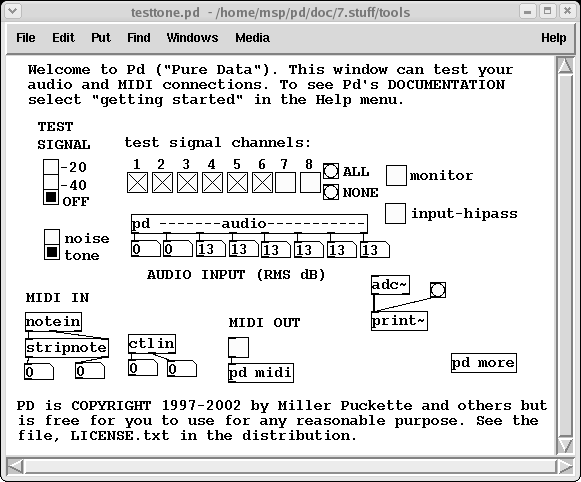 testtone.pd - /home/msp/pd/doc/7.stuff/tools
File Edit Put Find Windows Media Help
Welcome to Pd ("Pure Data"). This window can test your
audio and MIDI connections. To see Pd's DOCUMENTATION
select "getting started" in the Help menu.
TEST
SIGNAL
test signal channels:
1 2 3 4 5 6 7 8
-20
-40
OFF
ALL
NONE
monitor
input-hipass
noise
tone
pd -------audio-----------
0 0 13 13 13 13 13 13
AUDIO INPUT (RMS dB)
adc~
print~
MIDI IN
notein
stripnote
0 0
ctlin
0 0
MIDI OUT
pd midi
pd more
PD is COPYRIGHT 1997-2002 by Miller Puckette and others but
is free for you to use for any reasonable purpose. See the
file, LICENSE.txt in the distribution.